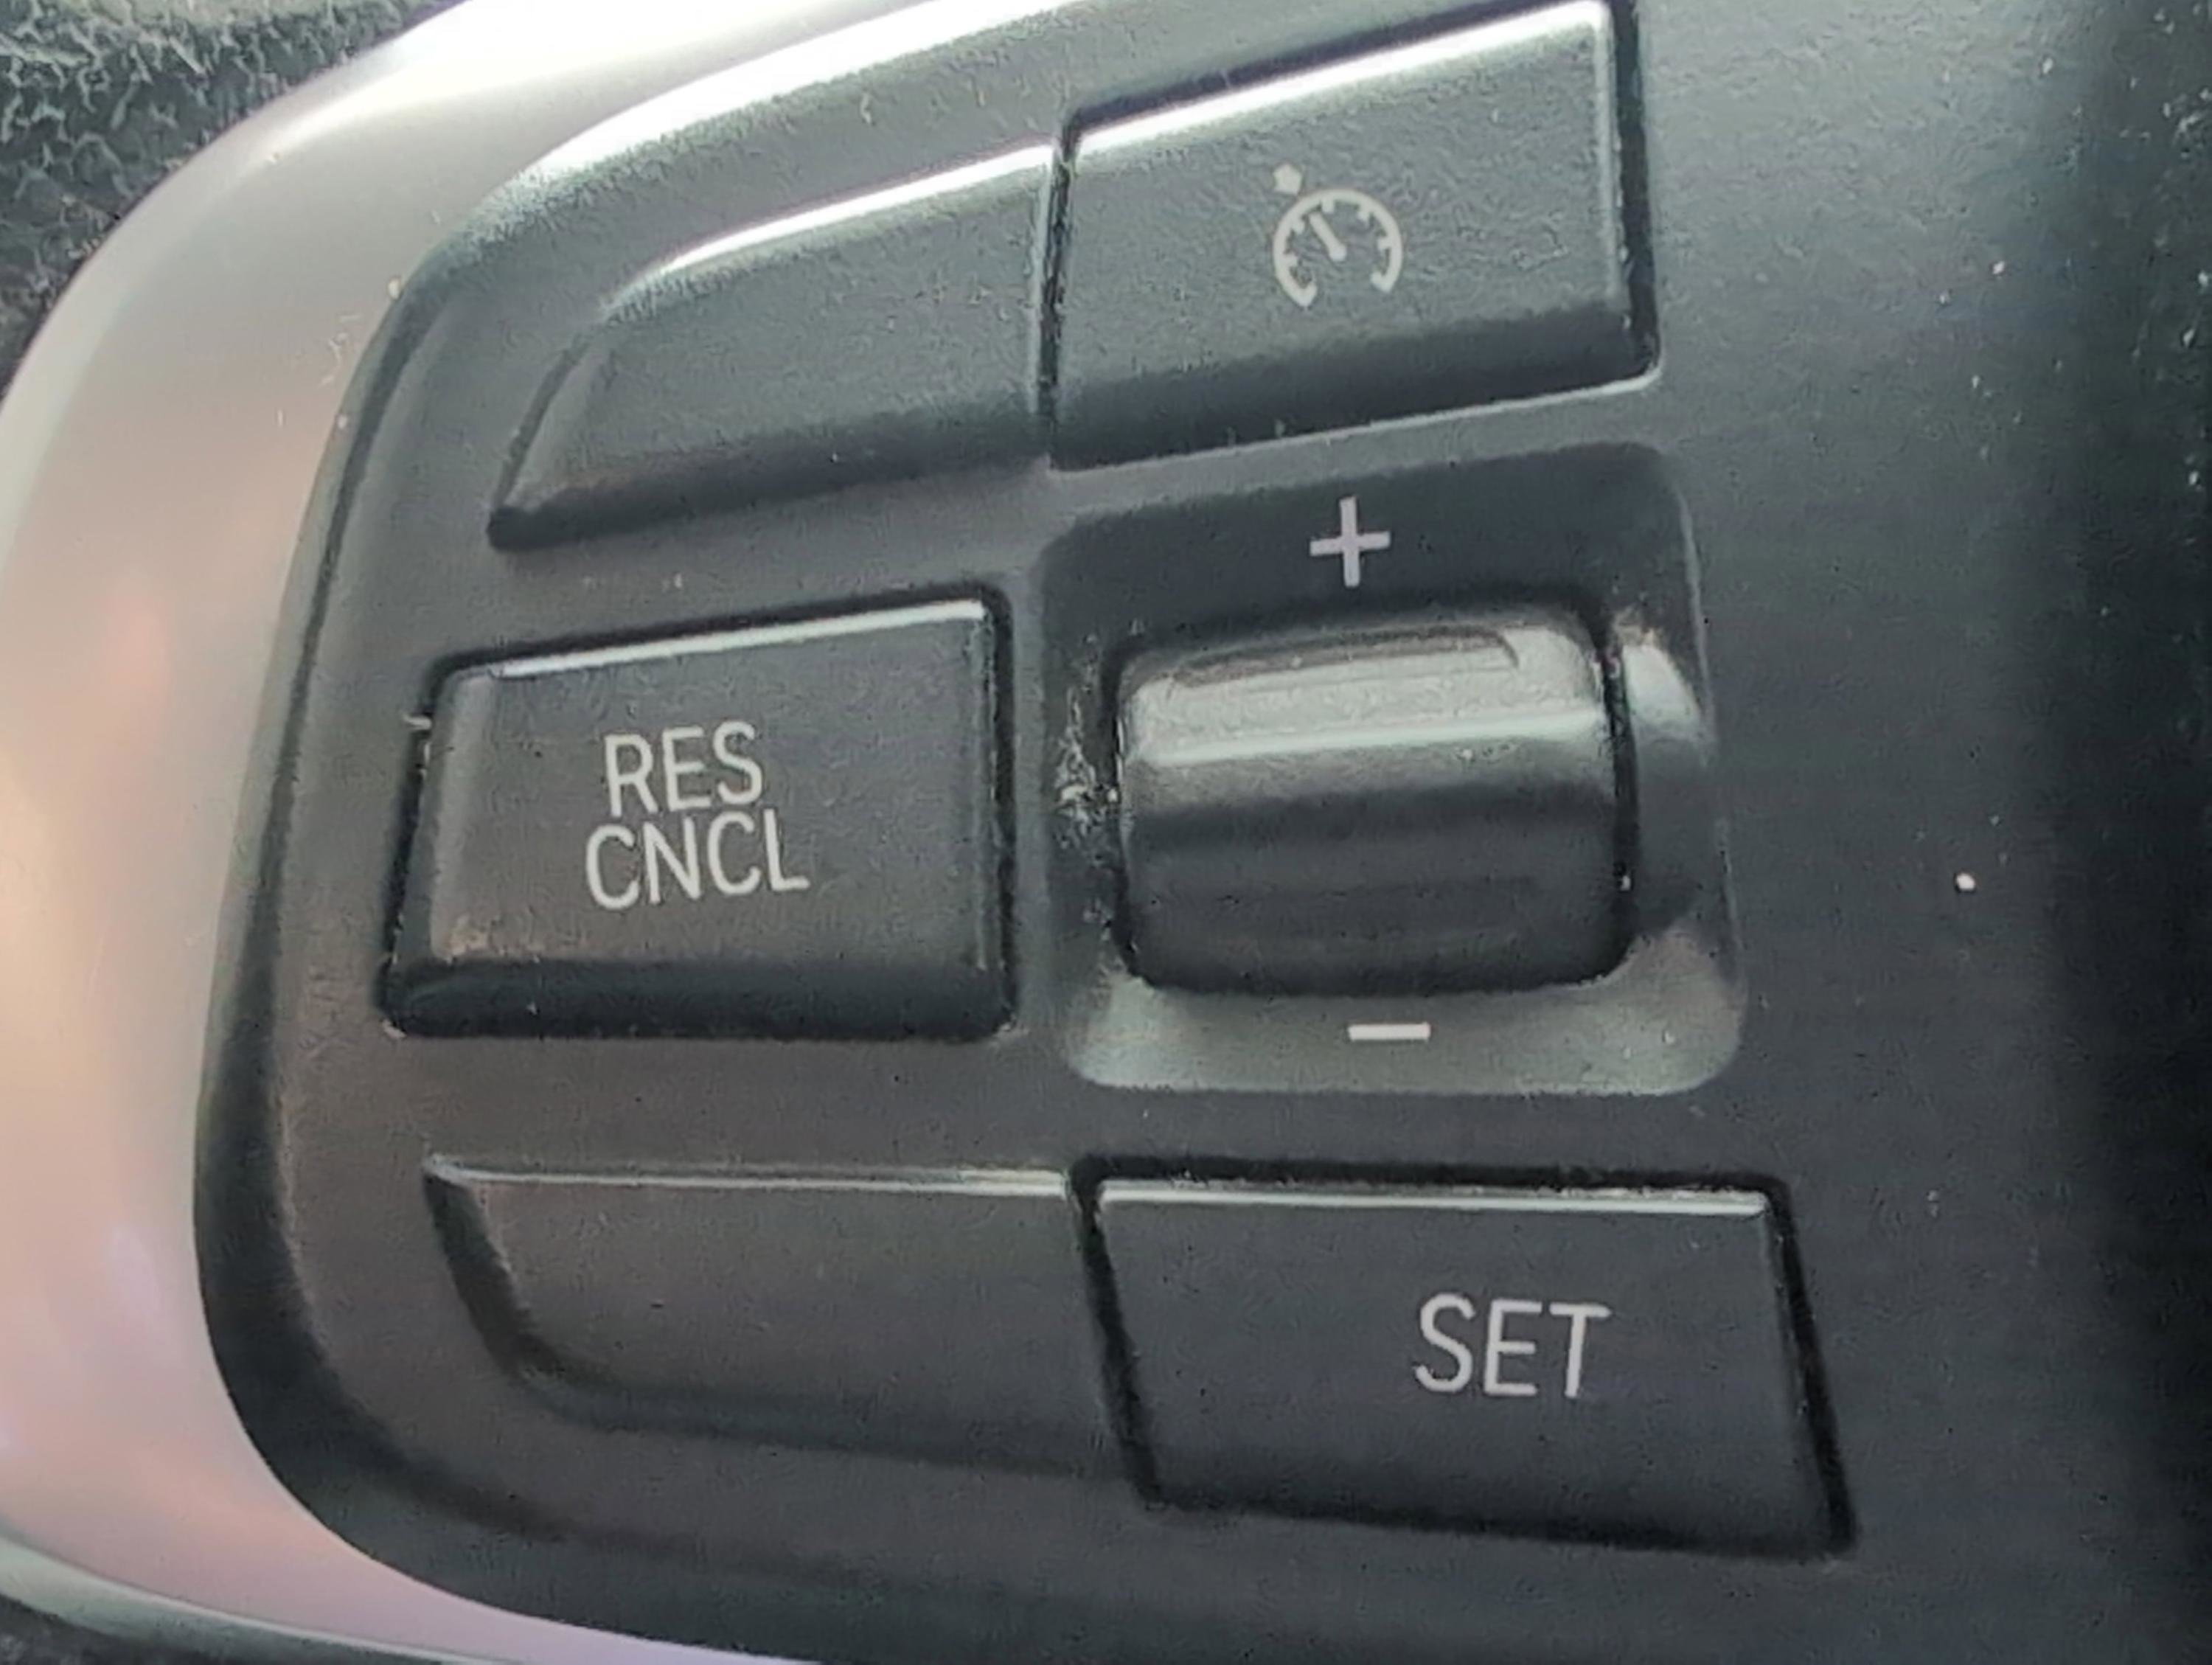 +
RES
CNCL
−
SET